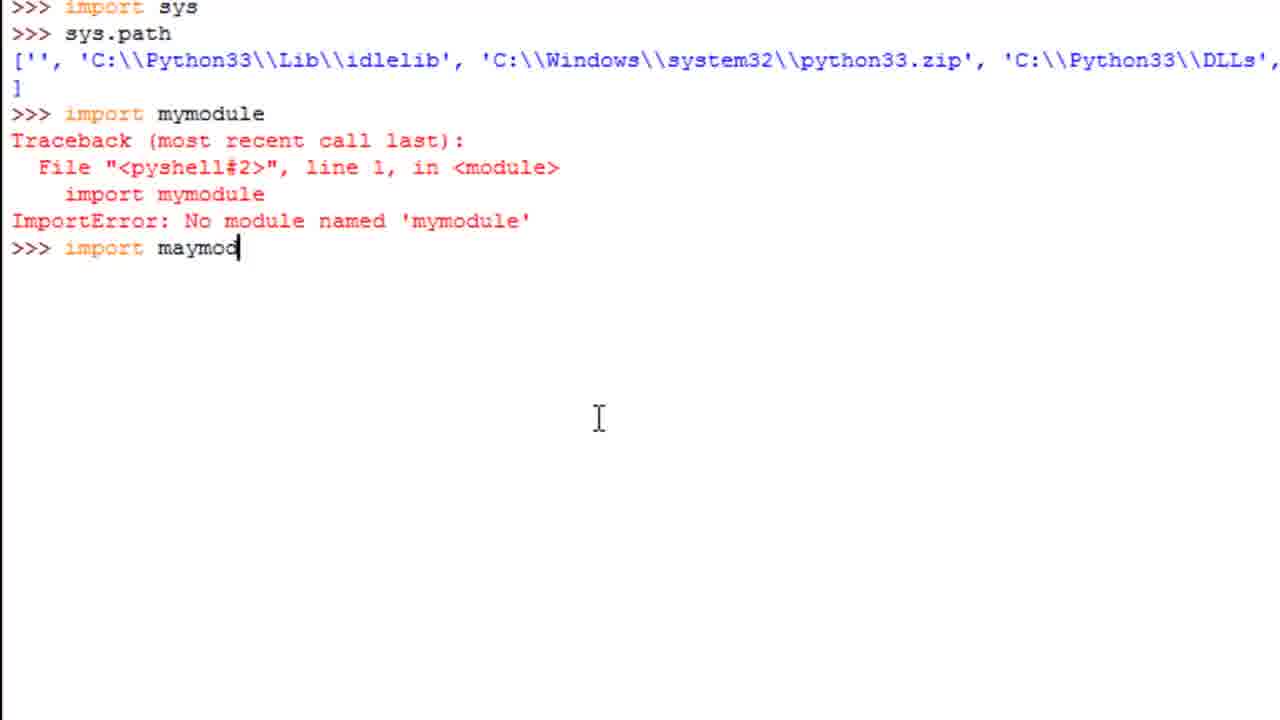 >>> import sys
>>> sys.path
['', 'C:\\Python33\\Lib\\idlelib', 'C:\\Windows\\system32\\python33.zip', 'C:\\Python33\\DLLs',
]
>>> import mymodule
Traceback (most recent call last):
  File "<pyshell#2>", line 1, in <module>
    import mymodule
ImportError: No module named 'mymodule'
>>> import maymod